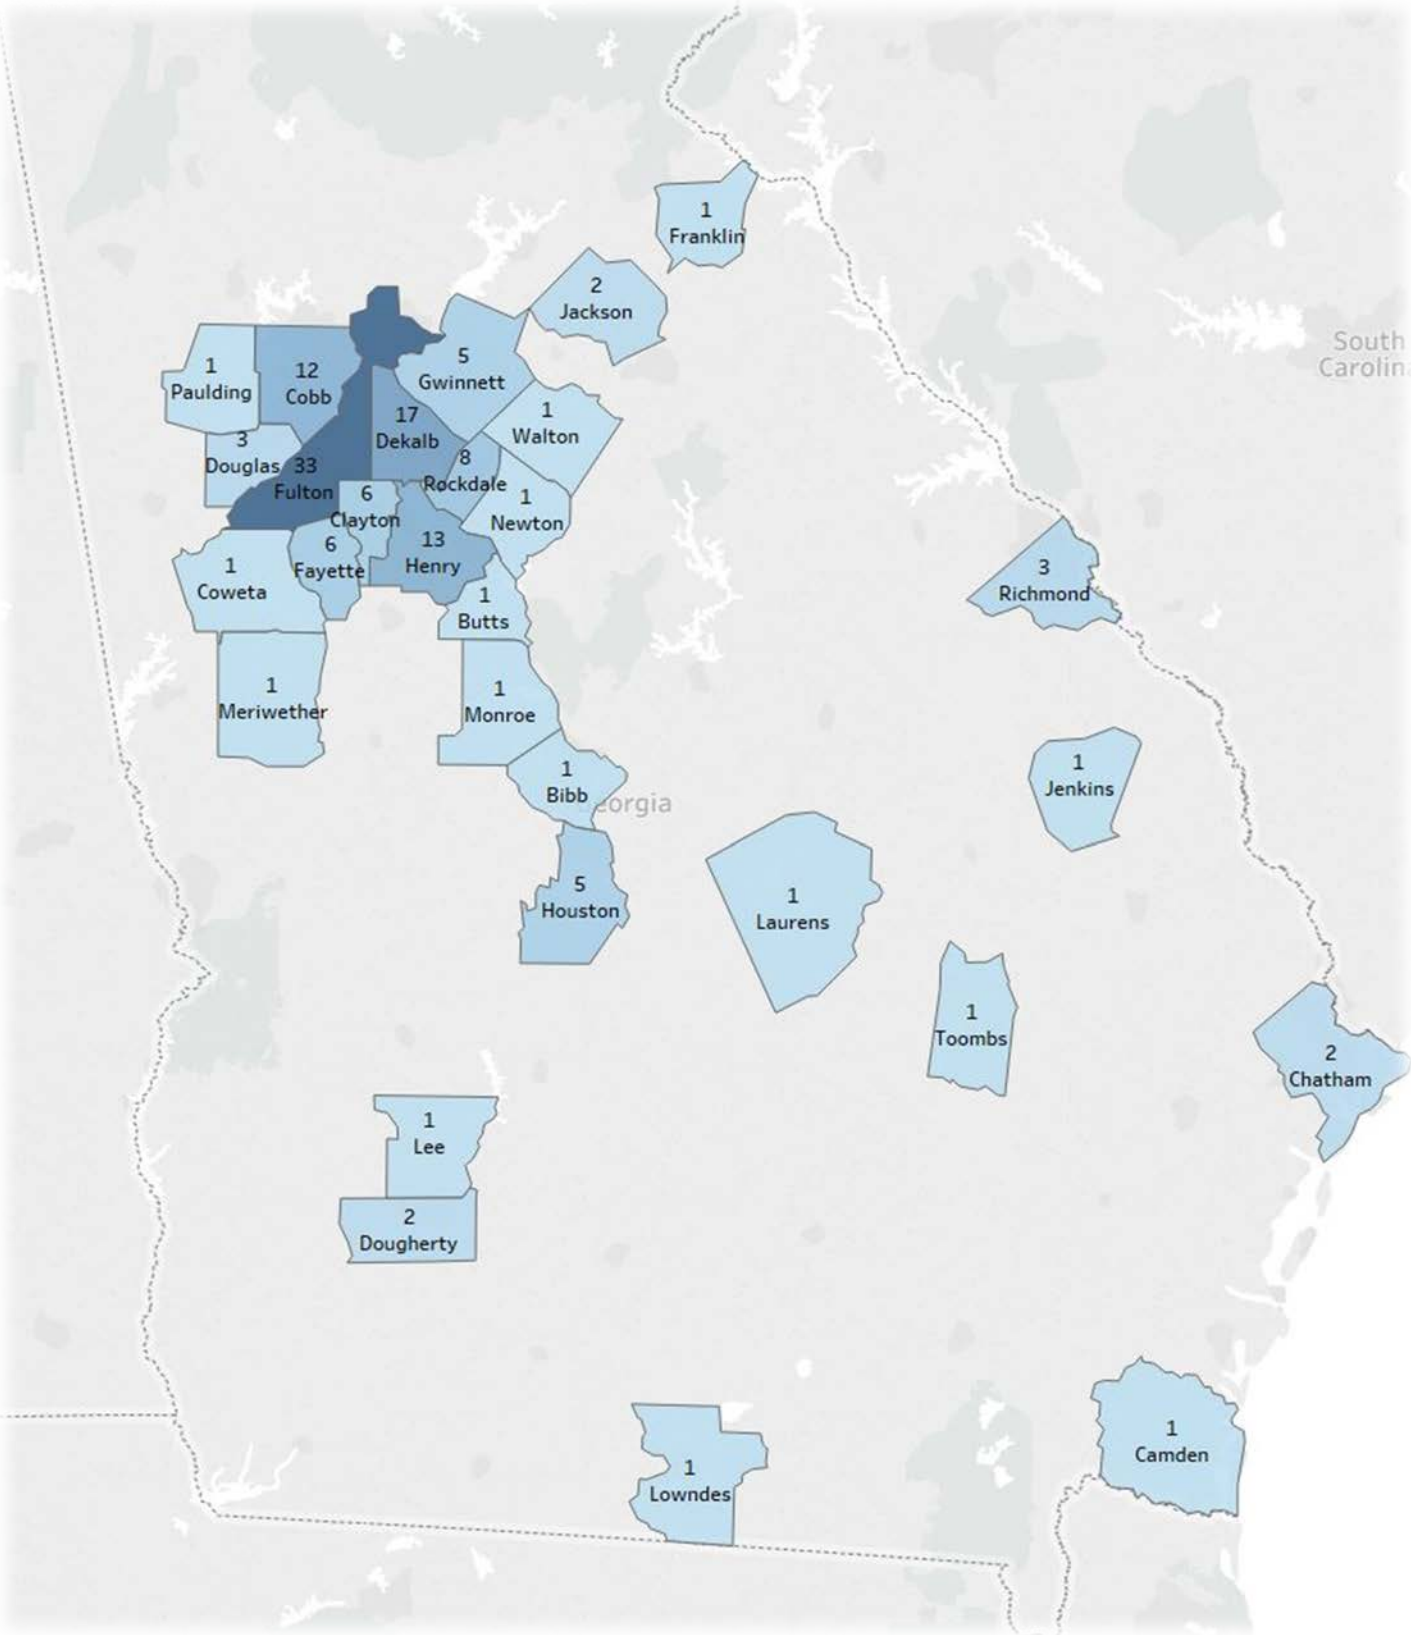 1
Franklin
2
Jackson
South
Carolin
1
Paulding
12
Cobb
5
Gwinnett
17
Dekalb
1
Walton
3
Douglas
33
Fulton
8
Rockdale
6
Clayton
1
Newton
13
Henry
6
Fayette
1
Coweta
1
Butts
3
Richmond
1
Meriwether
1
Monroe
1
Bibb
eorgia
1
Jenkins
5
Houston
1
Laurens
1
Toombs
2
Chatham
1
Lee
2
Dougherty
1
Lowndes
1
Camden